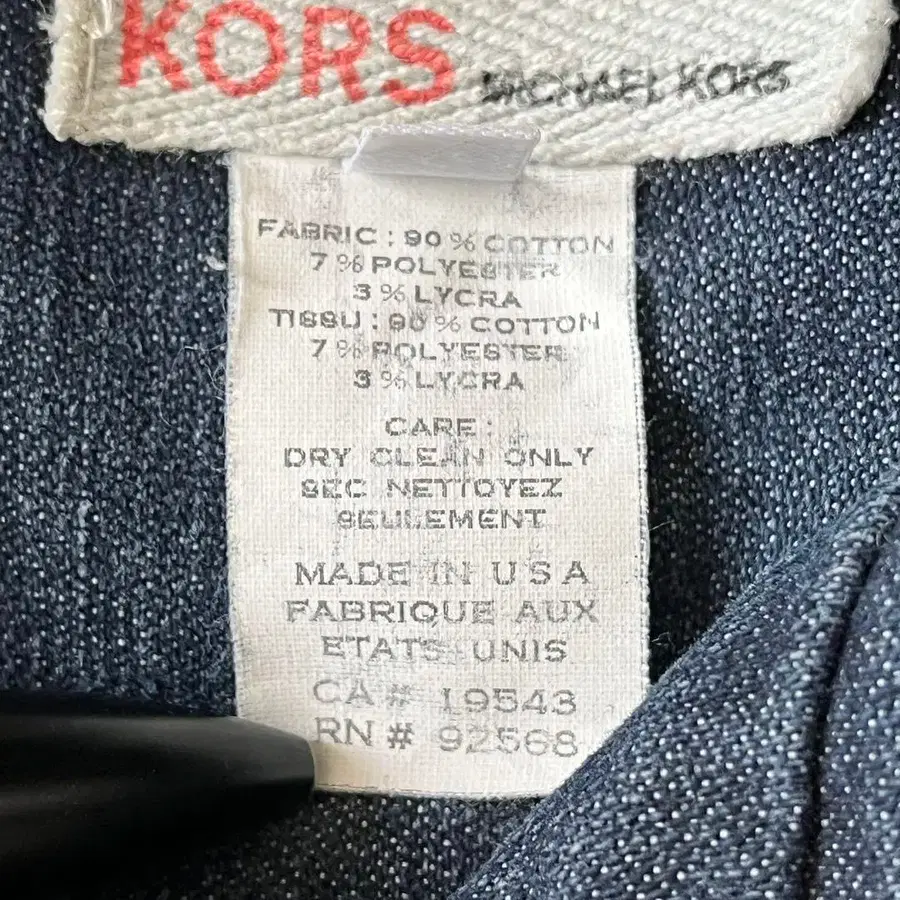 KORS
MICHAEL KORS
FABRIC : 90 % COTTON
7 % POLYESTER
3 % LYCRA
TISSU : 90 % COTTON
7 % POLYESTER
3 % LYCRA
CARE :
DRY CLEAN ONLY
SEC NETTOYEZ
SEULEMENT
MADE IN U S A
FABRIQUE AUX
ETATS UNIS
CA # 19543
RN # 92568